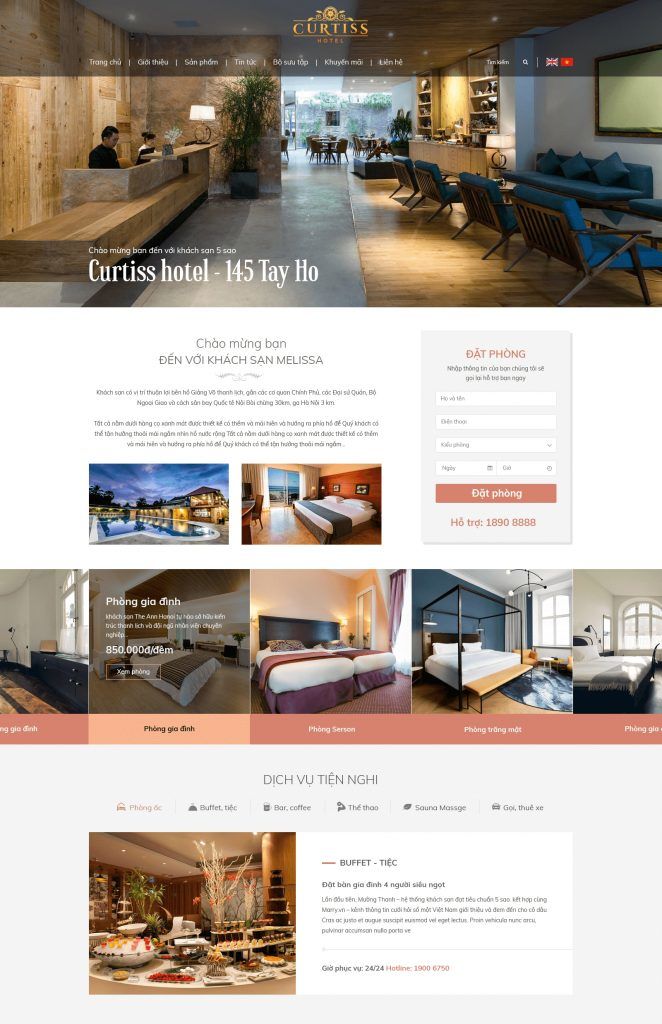 CURTISS
HOTEL
Trang chủ | Giới thiệu | Sản phẩm | Tin tức | Bộ sưu tập | Khuyến mãi | Liên hệ
Tìm kiếm
Chào mừng bạn đến với khách sạn 5 sao
Curtiss hotel - 145 Tay Ho
Chào mừng bạn
ĐẾN VỚI KHÁCH SẠN MELISSA
Khách sạn có vị trí thuận lợi bên hồ Giảng Võ thanh lịch, gần các cơ quan Chính Phủ, các Đại sứ Quán, Bộ
Ngoại Giao và cách sân bay Quốc tế Nội Bài chừng 30km, ga Hà Nội 3 km.
Tất cả nằm dưới hàng cọ xanh mát được thiết kế có thềm và mái hiên và hướng ra phía hồ để Quý khách có
thể tận hưởng thoải mái ngắm nhìn hồ nước rộng Tất cả nằm dưới hàng cọ xanh mát được thiết kế có thềm
và mái hiên và hướng ra phía hồ để Quý khách có thể tận hưởng thoải mái ngắm ..
ĐẶT PHÒNG
Nhập thông tin của bạn chúng tôi sẽ
gọi lại hỗ trợ bạn ngay
Họ và tên
Điện thoại
Kiểu phòng
Ngày
Giờ
Đặt phòng
Hỗ trợ: 1890 8888
Phòng gia đình
khách sạn The Ann Hanoi tự hào sở hữu kiến
trúc thanh lịch và đội ngũ nhân viên chuyên
nghiệp...
850.000đ/đêm
Xem phòng
ng gia đình
Phòng gia đình
Phòng Serson
Phòng trăng mật
Phòng gia
DỊCH VỤ TIỆN NGHI
Phòng ốc
Buffet, tiệc
Bar, coffee
Thể thao
Sauna Massge
Gọi, thuê xe
BUFFET - TIỆC
Đặt bàn gia đình 4 người siêu ngọt
Lần đầu tiên, Mường Thanh – hệ thống khách sạn đạt tiêu chuẩn 5 sao kết hợp cùng
Marry.vn – kênh thông tin cưới hỏi số một Việt Nam giới thiệu và đem đến cho cô dâu
Cras ac justo et augue suscipit euismod vel eget lectus. Proin vehicula nunc arcu,
pulvinar accumsan nulla porta ve
Giờ phục vụ: 24/24 Hotline: 1900 6750